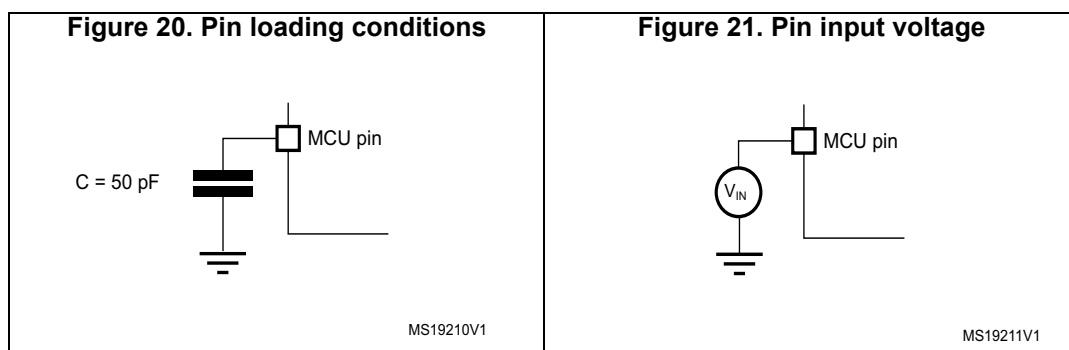 Figure 20. Pin loading conditions
MCU pin
C = 50 pF
MS19210V1
Figure 21. Pin input voltage
MCU pin
VIN
MS19211V1